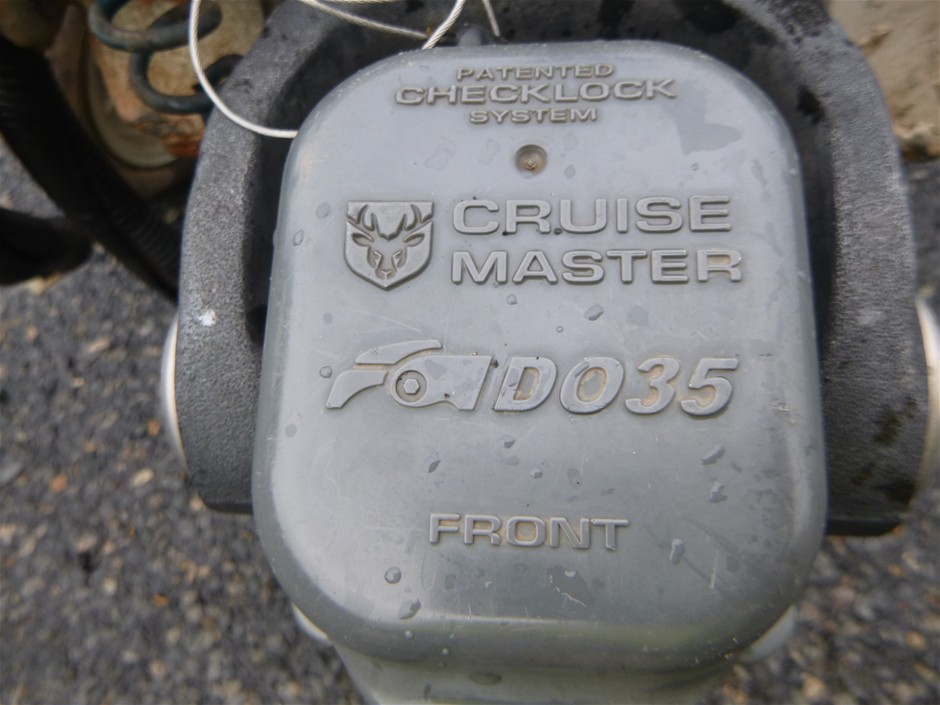 PATENTED
CHECKLOCK
SYSTEM
CRUISE
MASTER
DO35
FRONT